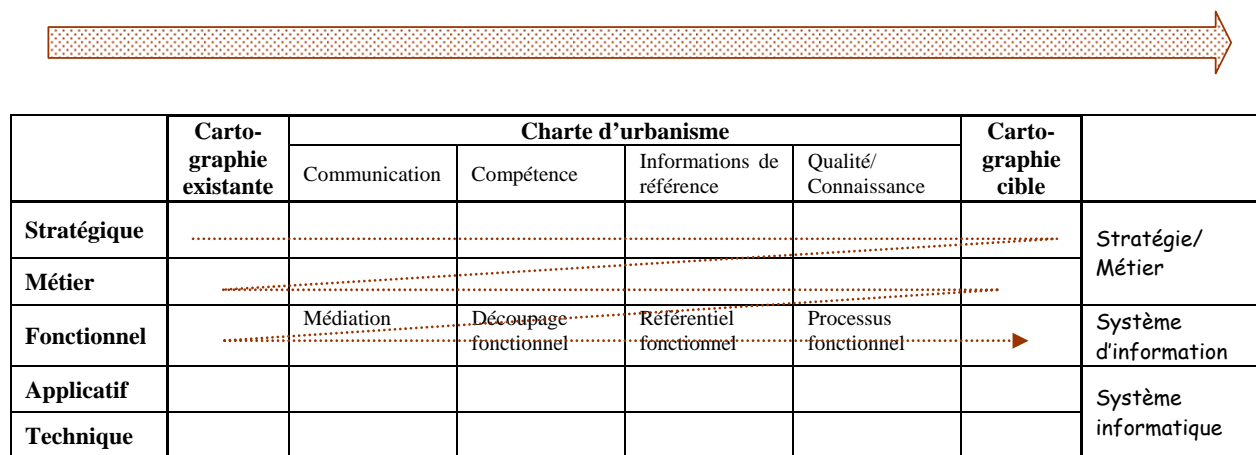 Carto-
graphie
existante
Charte d'urbanisme
Carto-
graphie
cible
Communication
Compétence
Informations de
référence
Qualité/
Connaissance
Stratégique
Stratégie/
Métier
Métier
Fonctionnel
Médiation
Découpage
fonctionnel
Référentiel
fonctionnel
Processus
fonctionnel
Système
d'information
Applicatif
Système
informatique
Technique